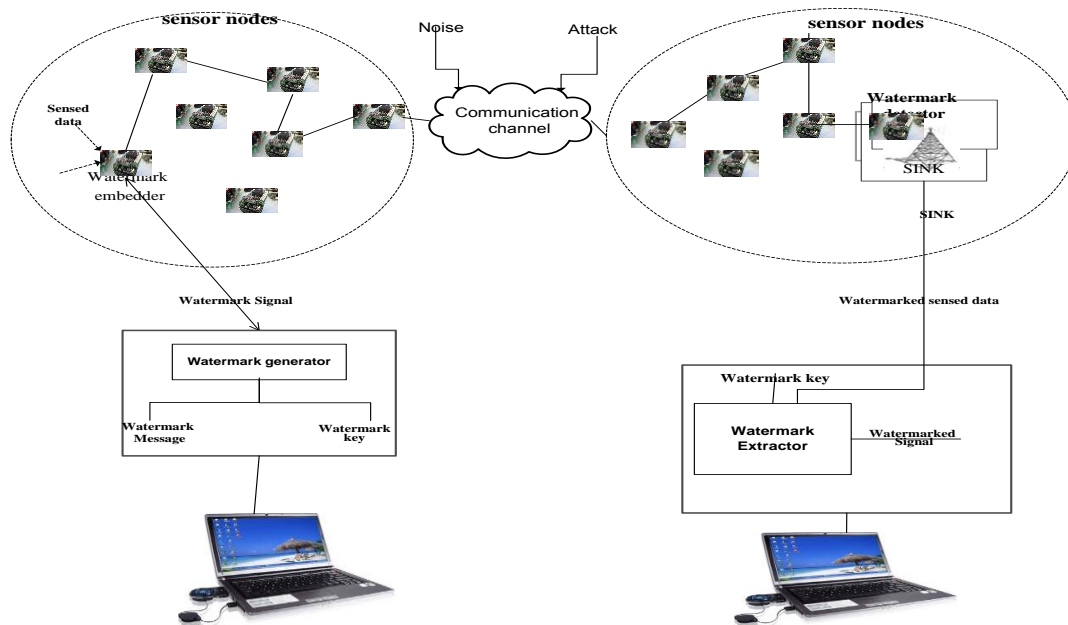 sensor nodes
Noise
Attack
sensor nodes
Sensed
data
Communication
channel
Watermark
Watermark
embedder
SINK
SINK
Watermark Signal
Watermarked sensed data
Watermark generator
Watermark
Message
Watermark
key
Watermark key
Watermark
Extractor
Watermarked
Signal